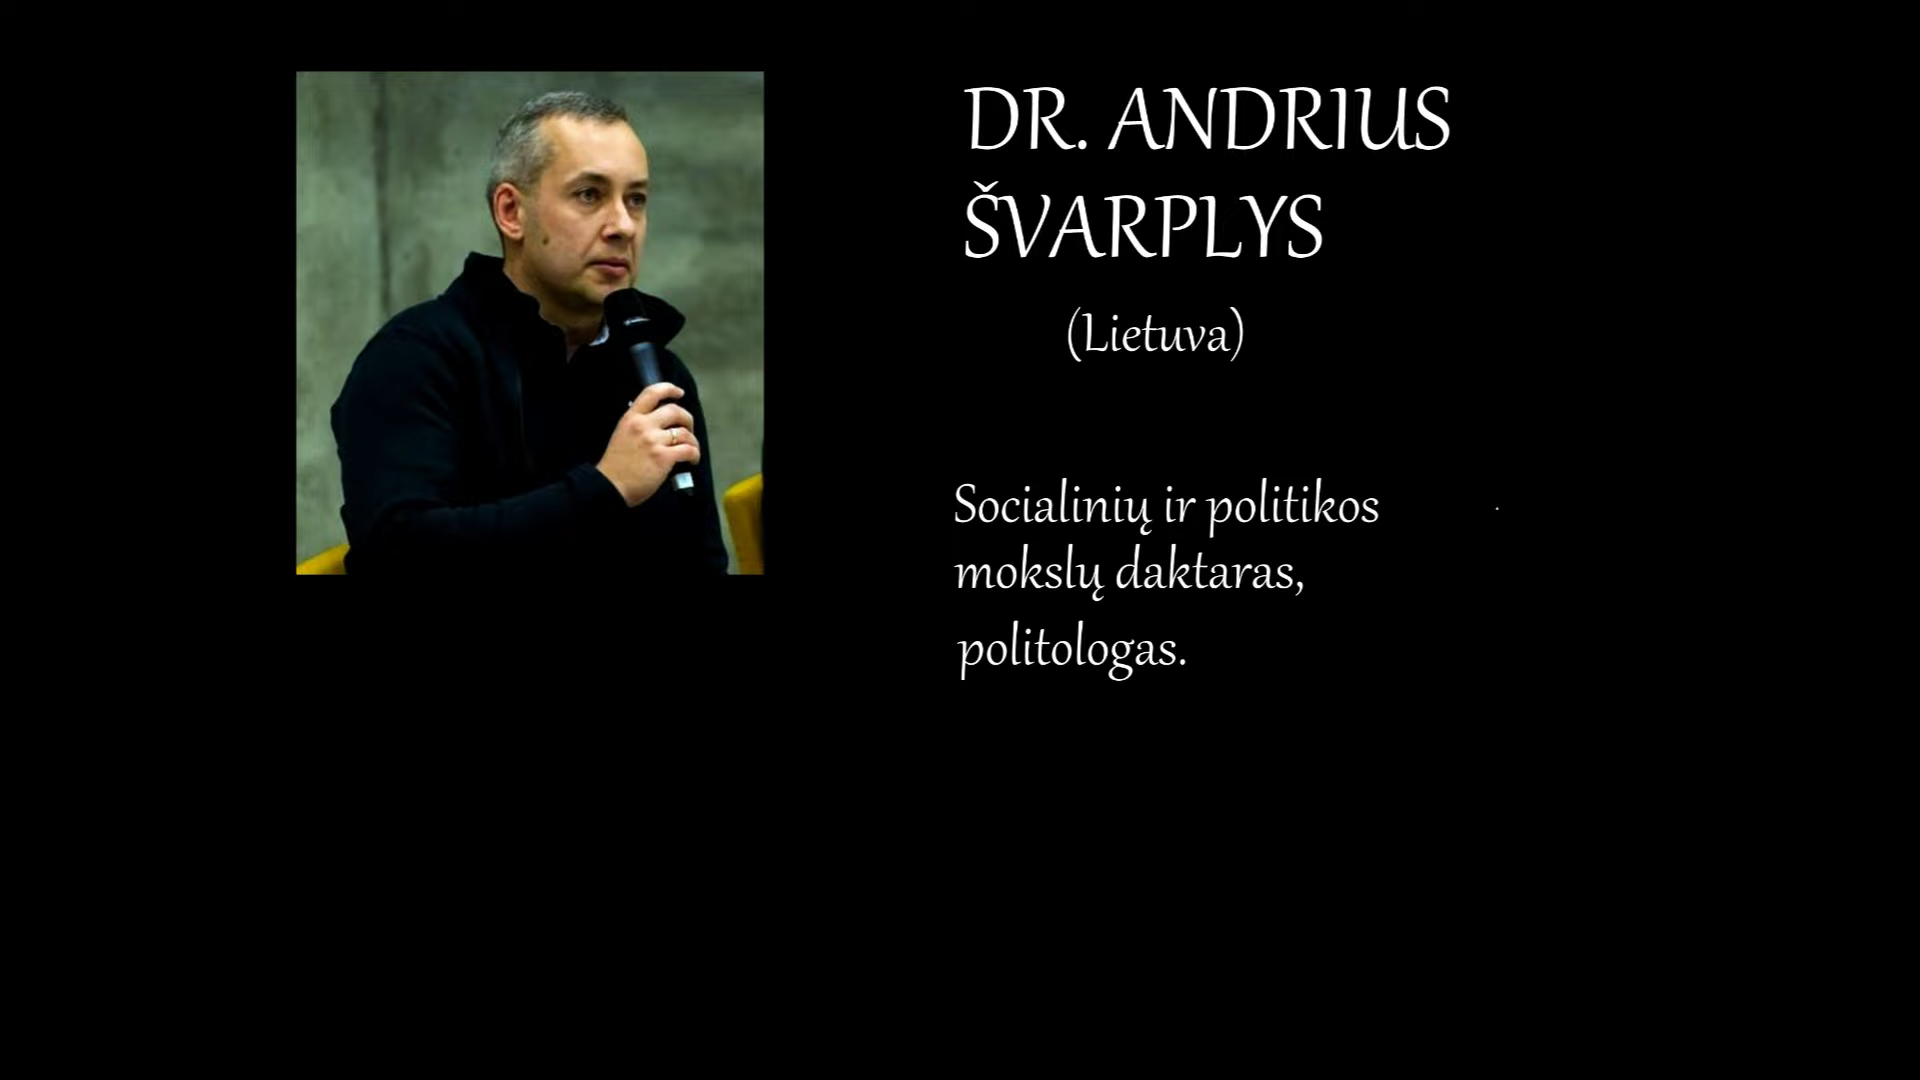 DR. ANDRIUS
ŠVARPLYS
(Lietuva)
Socialinių ir politikos
mokslų daktaras,
politologas.